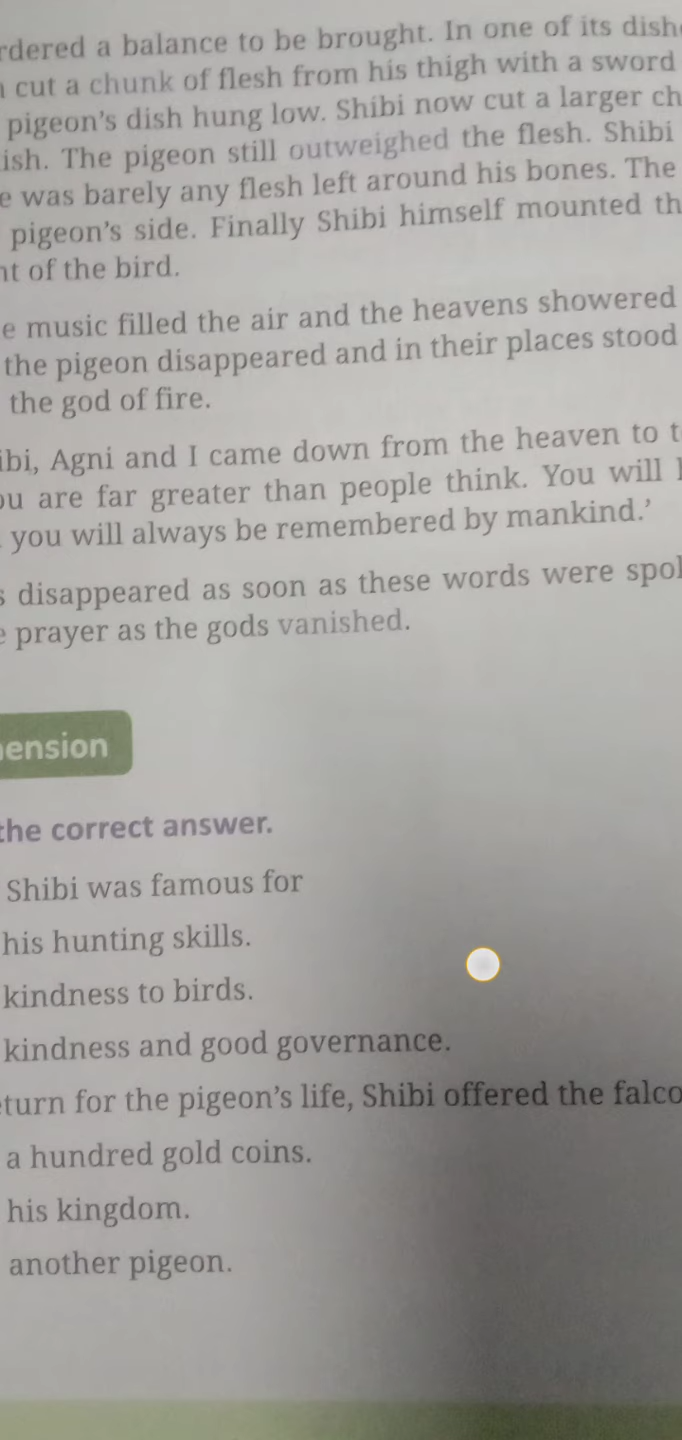 rdered a balance to be brought. In one of its dish
cut a chunk of flesh from his thigh with a sword
pigeon's dish hung low. Shibi now cut a larger ch
ish. The pigeon still outweighed the flesh. Shibi
e was barely any flesh left around his bones. The
pigeon's side. Finally Shibi himself mounted th
nt of the bird.
e music filled the air and the heavens showered
the pigeon disappeared and in their places stood
the god of fire.
ibi, Agni and I came down from the heaven to t
ou are far greater than people think. You will
you will always be remembered by mankind.'
s disappeared as soon as these words were spol
e prayer as the gods vanished.
ension
the correct answer.
Shibi was famous for
his hunting skills.
kindness to birds.
kindness and good governance.
turn for the pigeon's life, Shibi offered the falco
a hundred gold coins.
his kingdom.
another pigeon.